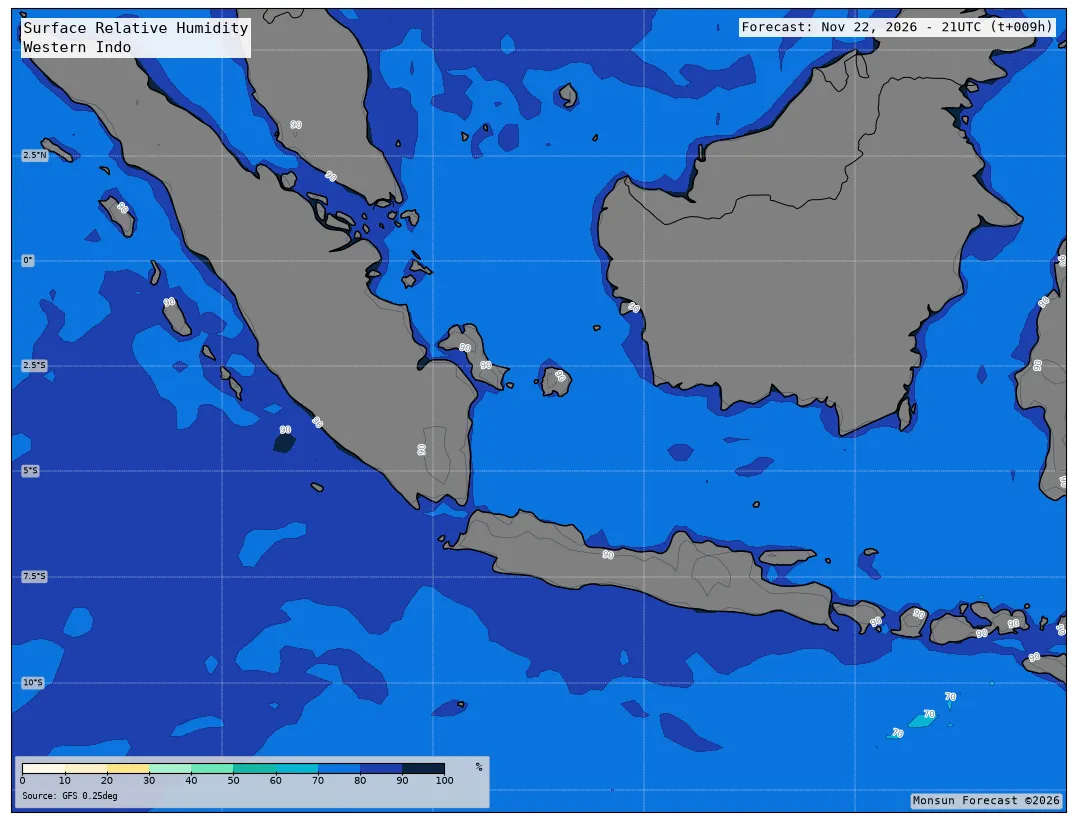 Surface Relative Humidity
Western Indo
Forecast: Nov 22, 2026 - 21UTC (t+009h)
90
2.5°N
90
90
0°
90
90
90
90
90
2.5°S
90
90
90
90
90
90
5°S
90
90
7.5°S
90
90
90
90
90
90
10°S
70
70
70
%
0 10 20 30 40 50 60 70 80 90 100
Source: GFS 0.25deg
Monsun Forecast ©2026